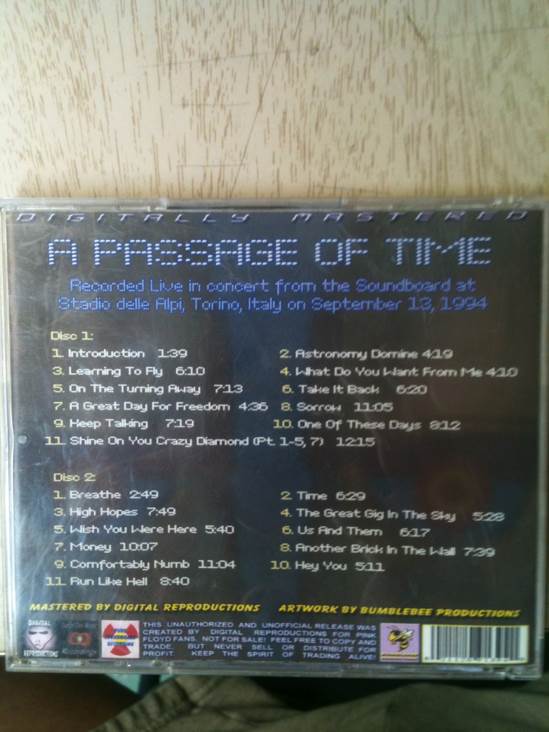 DIGITALLY MASTERED
A PASSAGE OF TIME
Recorded Live in concert from the Soundboard at
Stadio delle Alpi, Torino, Italy on September 13, 1994
Disc 1:
1. Introduction 1:39 2. Astronomy Domine 4:19
3. Learning To Fly 6:10 4. What Do You Want From Me 4:10
5. On The Turning Away 7:13 6. Take It Back 6:20
7. A Great Day For Freedom 4:36 8. Sorrow 11:05
9. Keep Talking 7:19 10. One Of These Days 8:12
11. Shine On You Crazy Diamond (Pt. 1-5, 7) 12:15
Disc 2:
1. Breathe 2:49 2. Time 6:29
3. High Hopes 7:49 4. The Great Gig In The Sky 5:28
5. Wish You Were Here 5:40 6. Us And Them 6:17
7. Money 10:07 8. Another Brick In The Wall 7:39
9. Comfortably Numb 11:04 10. Hey You 5:11
11. Run Like Hell 8:40
MASTERED BY DIGITAL REPRODUCTIONS ARTWORK BY BUMBLEBEE PRODUCTIONS
DIGITAL
REPRODUCTIONS
THIS UNAUTHORIZED AND UNOFFICIAL RELEASE WAS
CREATED BY DIGITAL REPRODUCTIONS FOR PINK
FLOYD FANS. NOT FOR SALE! FEEL FREE TO COPY AND
TRADE, BUT NEVER SELL OR DISTRIBUTE FOR
PROFIT. KEEP THE SPIRIT OF TRADING ALIVE!